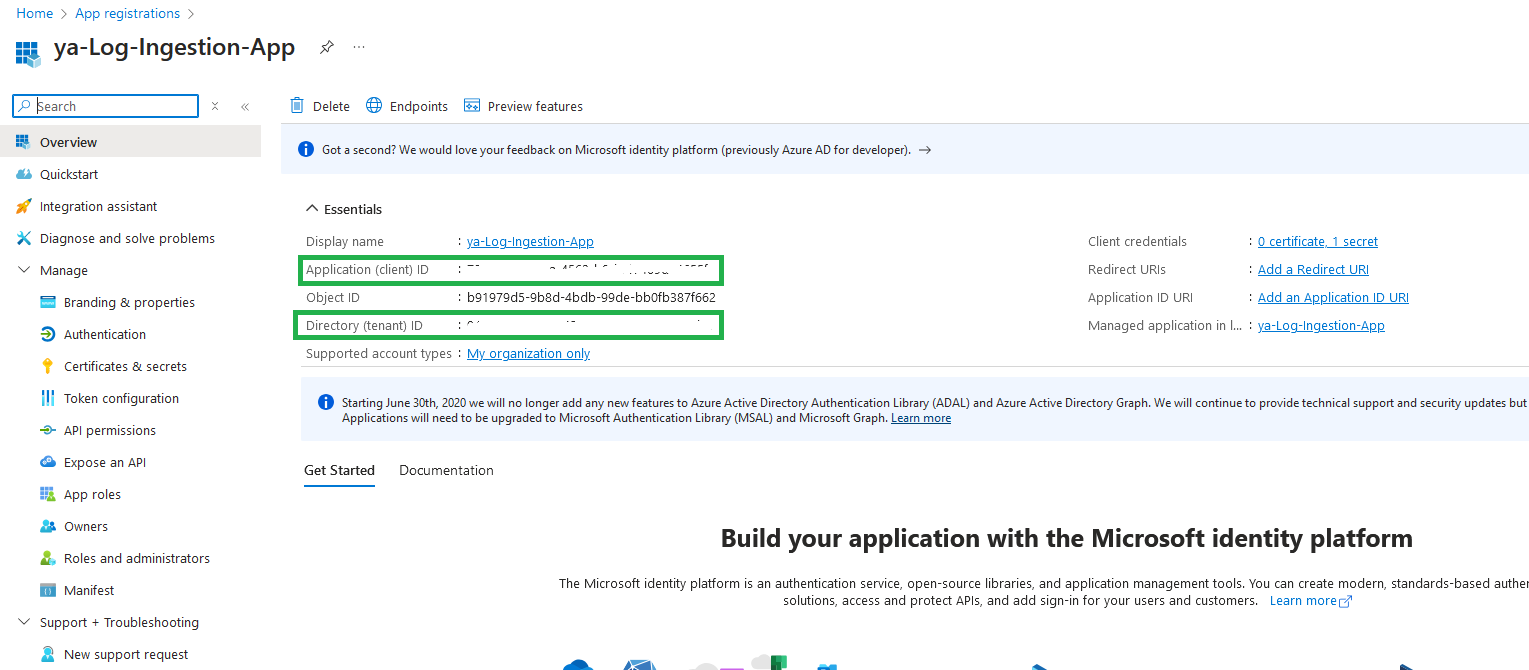 Home > App registrations >
ya-Log-Ingestion-App
Search
Delete Endpoints Preview features
Got a second? We would love your feedback on Microsoft identity platform (previously Azure AD for developer). →
Overview
Quickstart
Integration assistant
Diagnose and solve problems
Manage
Branding & properties
Authentication
Certificates & secrets
Token configuration
API permissions
Expose an API
App roles
Owners
Roles and administrators
Manifest
Support + Troubleshooting
New support request
Essentials
Display name : ya-Log-Ingestion-App
Application (client) ID :
Object ID : b91979d5-9b8d-4bdb-99de-bb0fb387f662
Directory (tenant) ID :
Supported account types : My organization only
Client credentials : 0 certificate, 1 secret
Redirect URIs : Add a Redirect URI
Application ID URI : Add an Application ID URI
Managed application in l... : ya-Log-Ingestion-App
Starting June 30th, 2020 we will no longer add any new features to Azure Active Directory Authentication Library (ADAL) and Azure Active Directory Graph. We will continue to provide technical support and security updates but
Applications will need to be upgraded to Microsoft Authentication Library (MSAL) and Microsoft Graph. Learn more
Get Started Documentation
Build your application with the Microsoft identity platform
The Microsoft identity platform is an authentication service, open-source libraries, and application management tools. You can create modern, standards-based authen
solutions, access and protect APIs, and add sign-in for your users and customers. Learn more